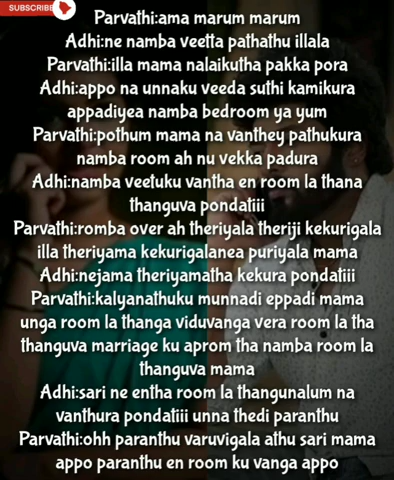 SUBSCRIBE
Parvathi:ama marum marum
Adhi:ne namba veetta pathathu illala
Parvathi:illa mama nalaikutha pakka pora
Adhi:appo na unnaku veeda suthi kamikura
appadiyea namba bedroom ya yum
Parvathi:pothum mama na vanthey pathukura
namba room ah nu vekka padura
Adhi:namba veetuku vantha en room la thana
thanguva pondatiii
Parvathi:romba over ah theriyala theriji kekurigala
illa theriyama kekurigalanea puriyala mama
Adhi:nejama theriyamatha kekura pondatiii
Parvathi:kalyanathuku munnadi eppadi mama
unga room la thanga viduvanga vera room la tha
thanguva marriage ku aprom tha namba room la
thanguva mama
Adhi:sari ne entha room la thangunalum na
vanthura pondatiii unna thedi paranthu
Parvathi:ohh paranthu varuvigala athu sari mama
appo paranthu en room ku vanga appo